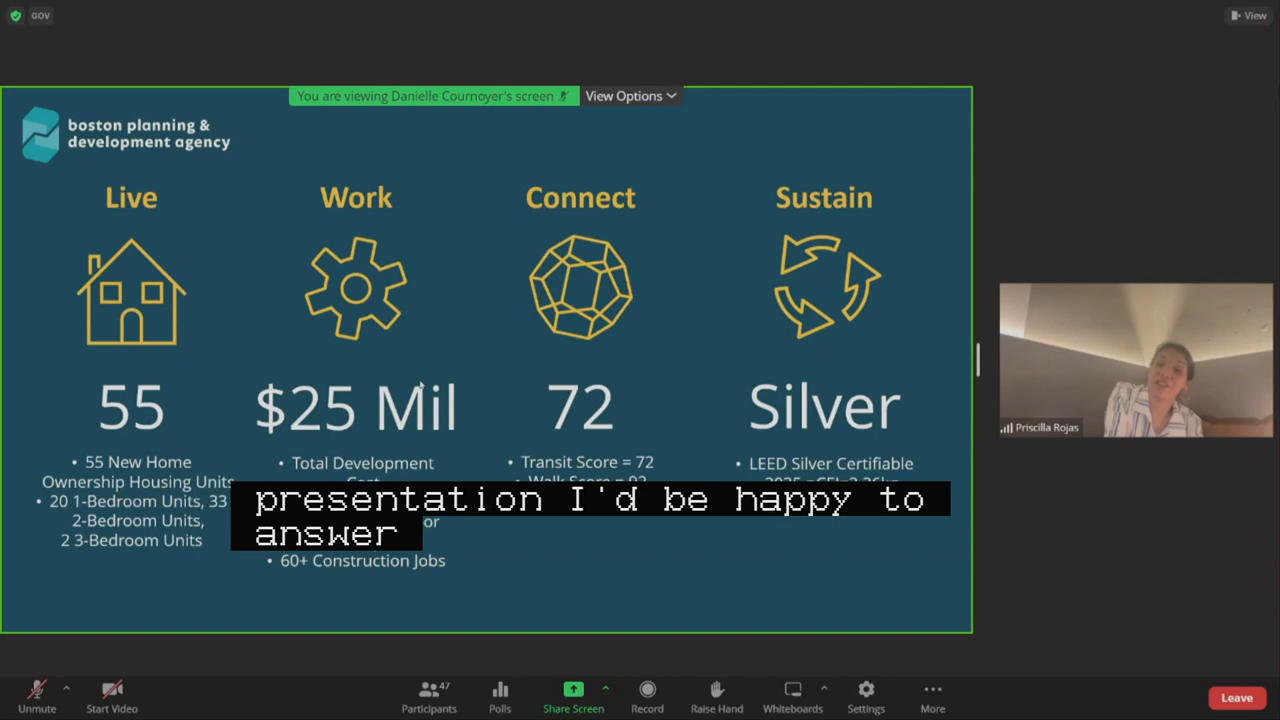 GOV
View
You are viewing Danielle Cournoyer's screen
View Options
boston planning &
development agency
Live
Work
Connect
Sustain
55
$25 Mil
72
Silver
• 55 New Home
Ownership Housing Units
• 20 1-Bedroom Units, 33
2-Bedroom Units,
2 3-Bedroom Units
• Total Development
or
• 60+ Construction Jobs
• Transit Score = 72
• LEED Silver Certifiable
presentation I'd be happy to
answer
Priscilla Rojas
Unmute
Start Video
47
Participants
Polls
Share Screen
Record
Raise Hand
Whiteboards
Settings
More
Leave